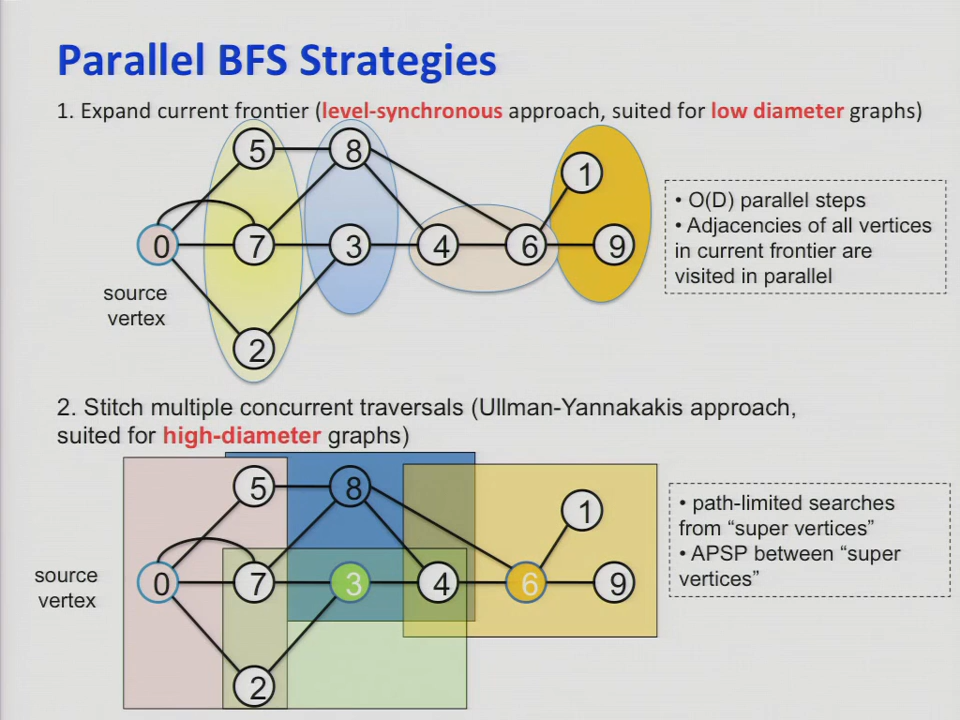 Parallel BFS Strategies
1. Expand current frontier (level-synchronous approach, suited for low diameter graphs)
5
8
1
0
7
3
4
6
9
source
vertex
2
• O(D) parallel steps
• Adjacencies of all vertices
in current frontier are
visited in parallel
2. Stitch multiple concurrent traversals (Ullman-Yannakakis approach,
suited for high-diameter graphs)
5
8
1
source
vertex
0
7
3
4
6
9
2
• path-limited searches
from “super vertices”
• APSP between “super
vertices”